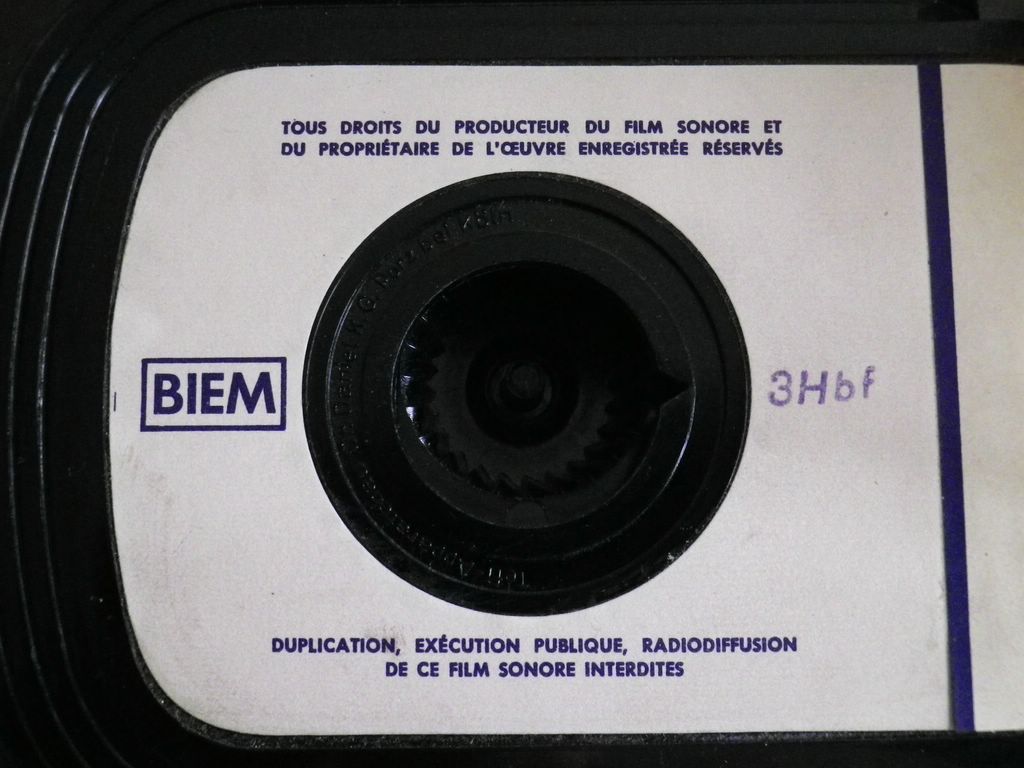 TOUS DROITS DU PRODUCTEUR DU FILM SONORE ET
DU PROPRIÉTAIRE DE L'ŒUVRE ENREGISTRÉE RÉSERVÉS
BIEM
3Hbf
DUPLICATION, EXÉCUTION PUBLIQUE, RADIODIFFUSION
DE CE FILM SONORE INTERDITES